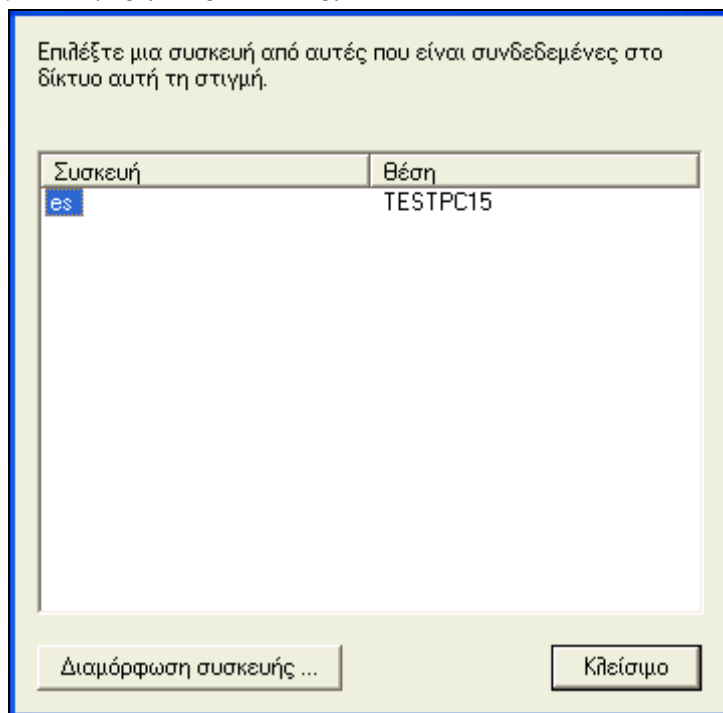 Επιλέξτε μια συσκευή από αυτές που είναι συνδεδεμένες στο
δίκτυο αυτή τη στιγμή.
Συσκευή Θέση
es TESTPC15
Διαμόρφωση συσκευής ... Κλείσιμο